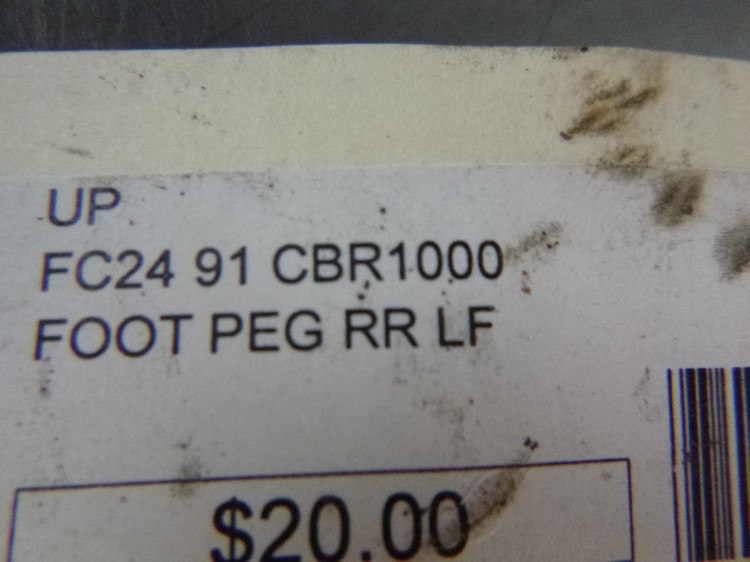 UP
FC24 91 CBR1000
FOOT PEG RR LF
$20.00